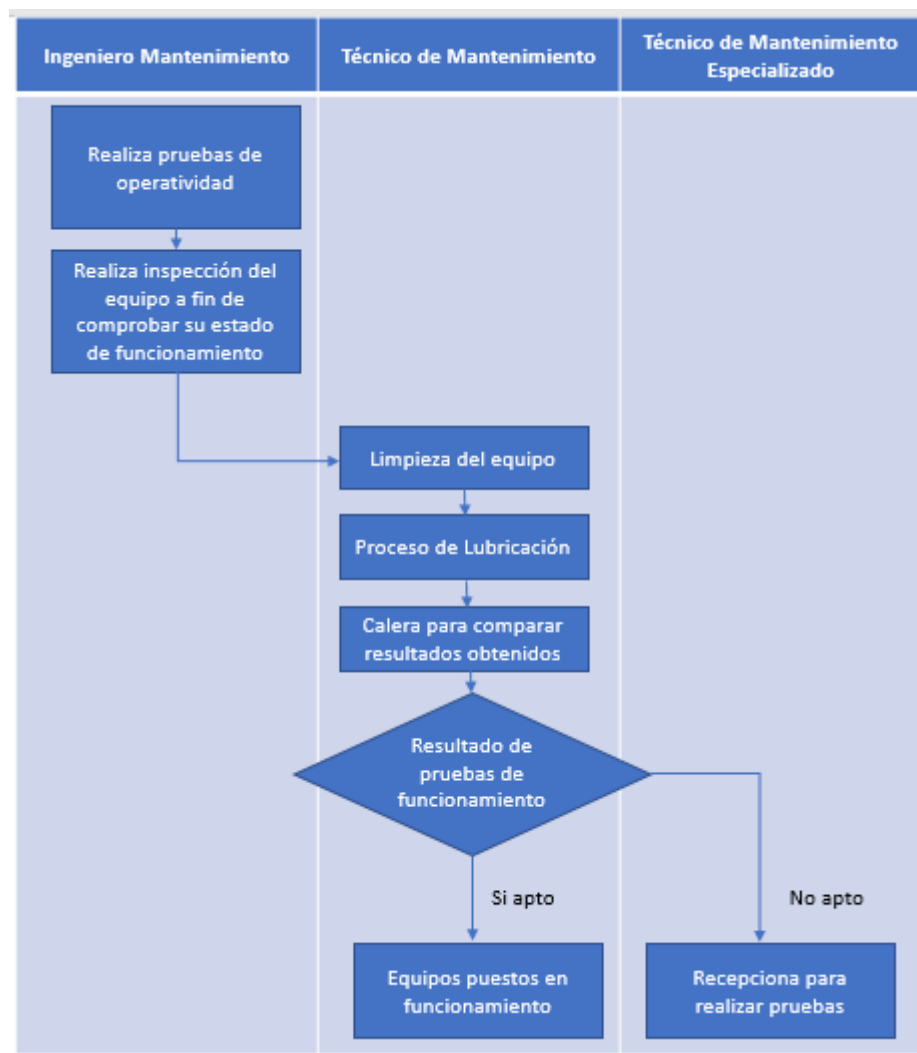 Ingeniero Mantenimiento
Técnico de Mantenimiento
Técnico de Mantenimiento
Especializado
Realiza pruebas de
operatividad
Realiza inspección del
equipo a fin de
comprobar su estado
de funcionamiento
Limpieza del equipo
Proceso de Lubricación
Calera para comparar
resultados obtenidos
Resultado de
pruebas de
funcionamiento
Si apto
No apto
Equipos puestos en
funcionamiento
Recepciona para
realizar pruebas